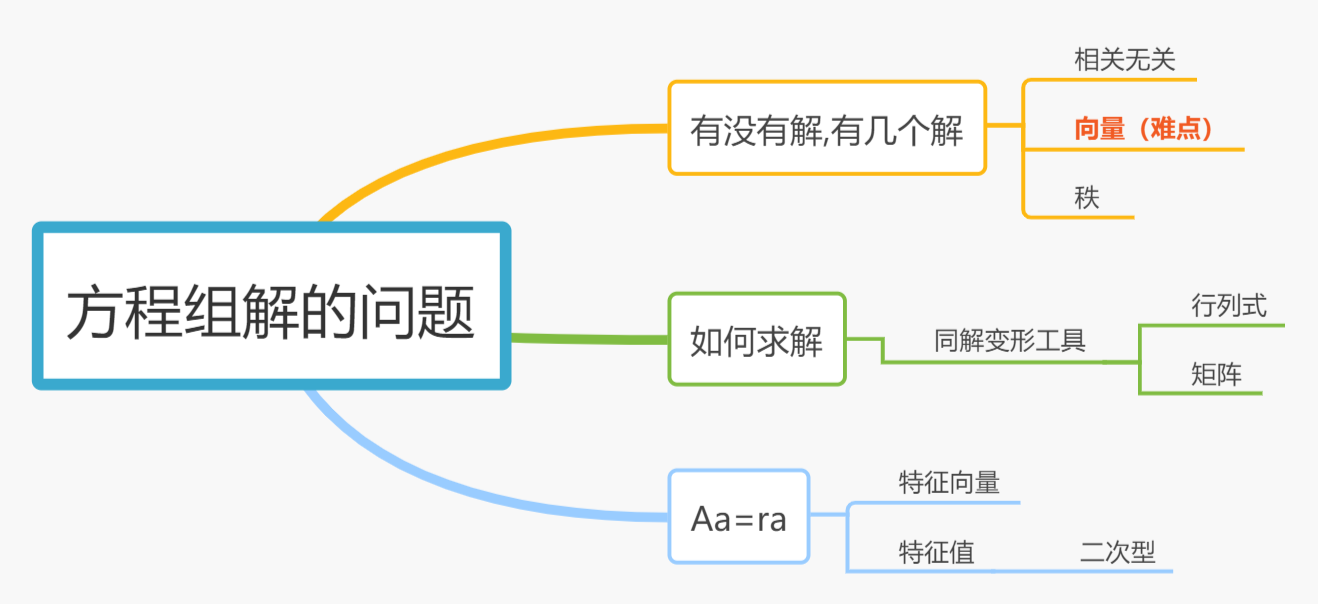 方程组解的问题
有没有解,有几个解
相关无关
向量（难点）
秩
如何求解
同解变形工具
行列式
矩阵
Aa=ra
特征向量
特征值
二次型